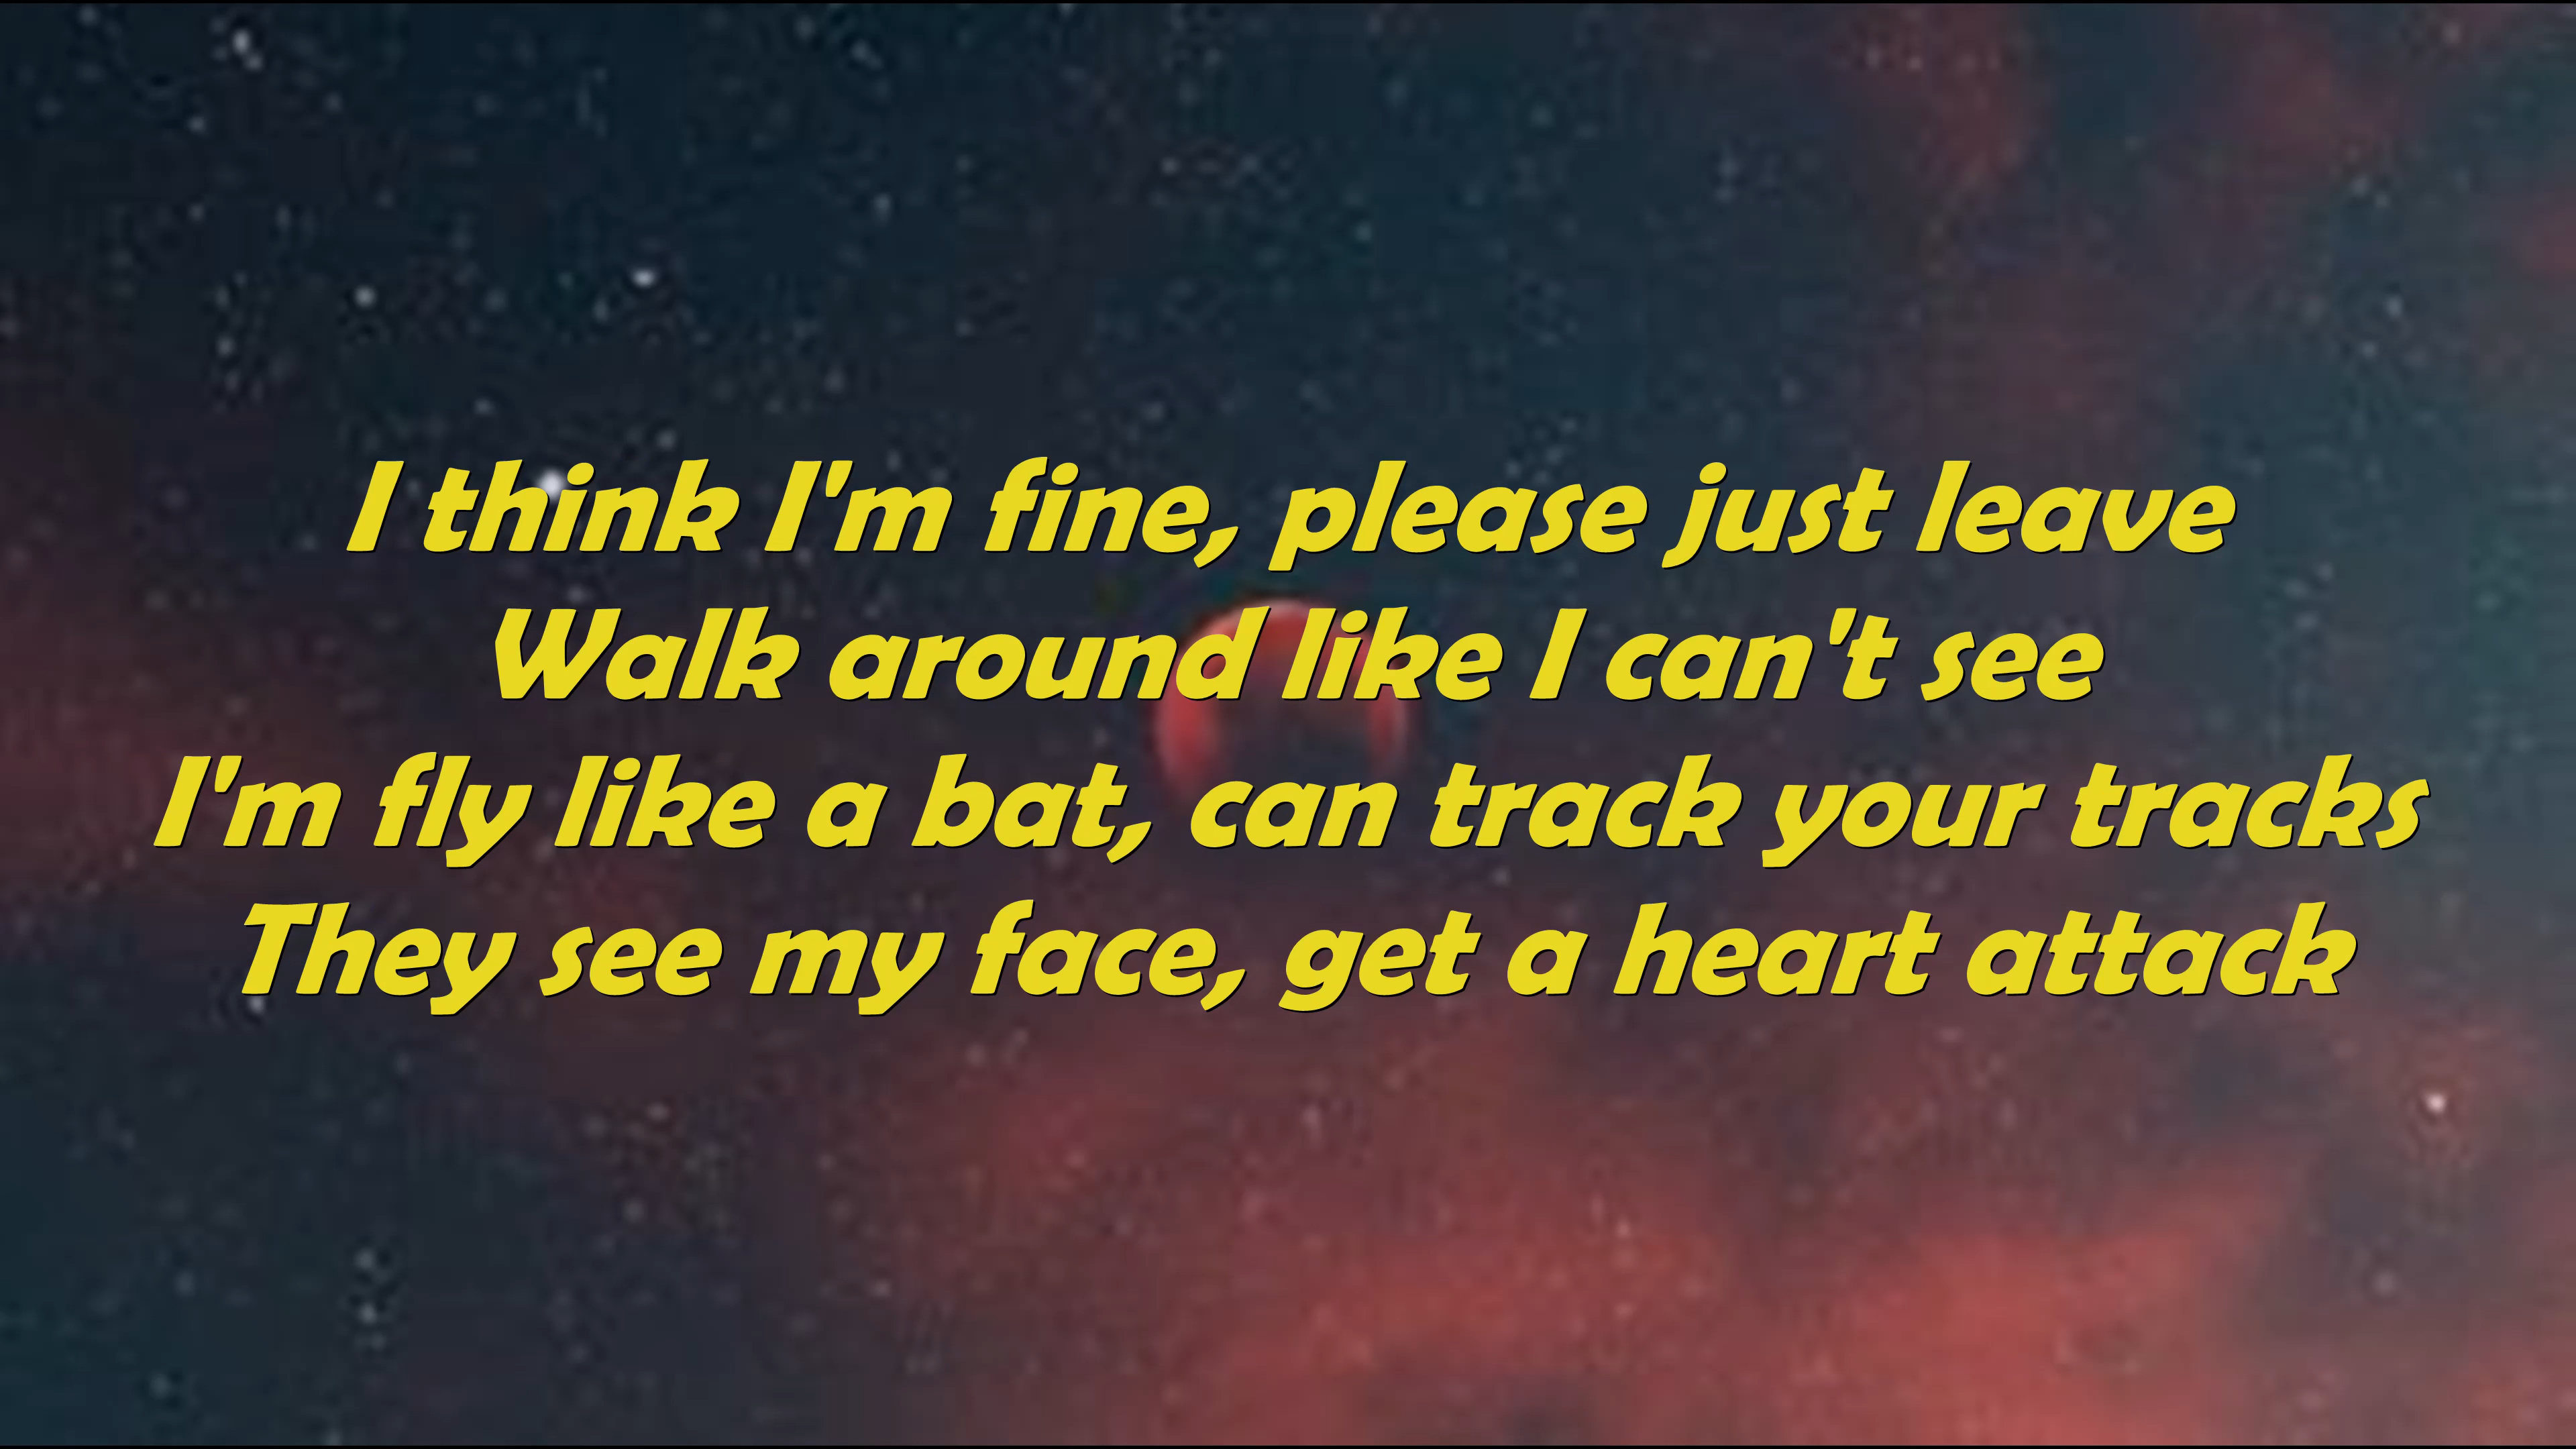 I think I'm fine, please just leave
Walk around like I can't see
I'm fly like a bat, can track your tracks
They see my face, get a heart attack